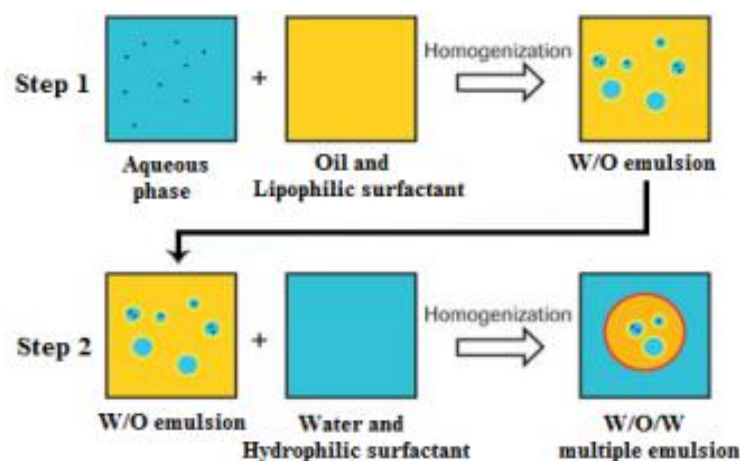 Homogenization
Step 1
+
Aqueous
phase
Oil and
Lipophilic surfactant
W/O emulsion
Homogenization
Step 2
+
W/O emulsion
Water and
Hydrophilic surfactant
W/O/W
multiple emulsion